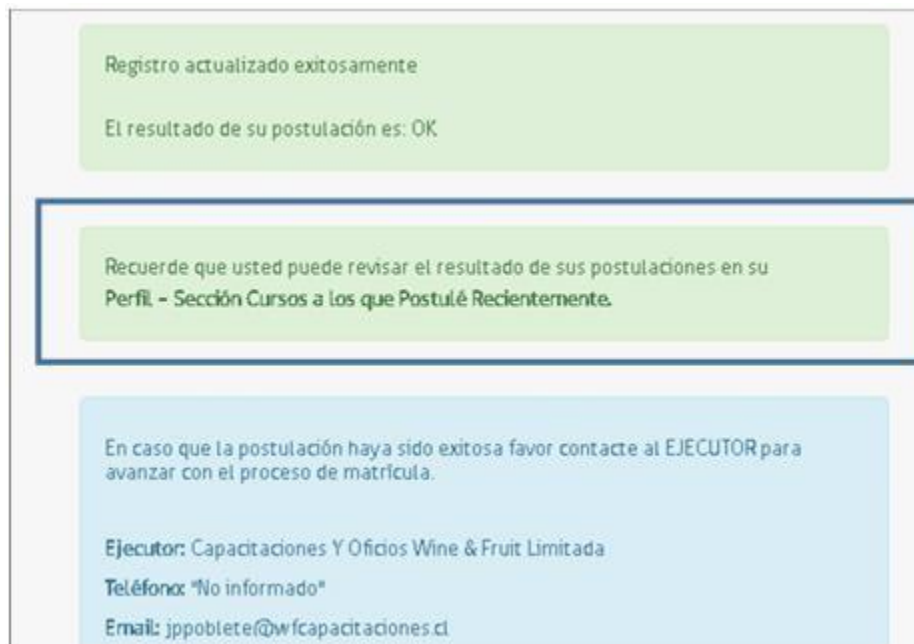 Registro actualizado exitosamente
El resultado de su postulación es: OK
Recuerde que usted puede revisar el resultado de sus postulaciones en su
Perfil - Sección Cursos a los que Postulé Recientemente.
En caso que la postulación haya sido exitosa favor contacte al EJECUTOR para
avanzar con el proceso de matrícula.
Ejecutor: Capacitaciones Y Oficios Wine & Fruit Limitada
Teléfono: "No informado"
Email: jppoblete@wfcapacitaciones.cl